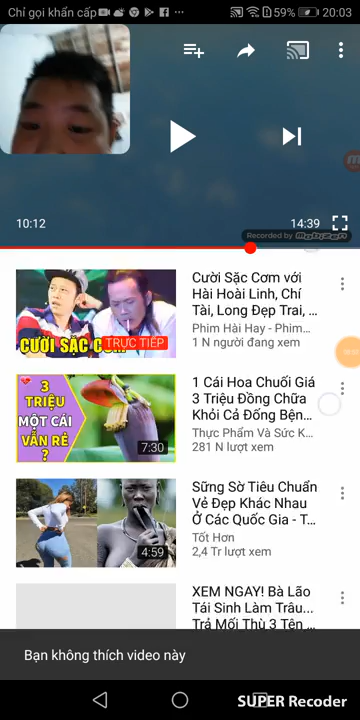 Chỉ gọi khẩn cấp ... 59% 20:03
10:12
14:39
Recorded by mobizen
CƯỜI SẶC CƠM
TRỰC TIẾP
Cười Sặc Cơm với
Hài Hoài Linh, Chí
Tài, Long Đẹp Trai, ...
Phim Hài Hay - Phim...
1 N người đang xem
3
TRIỆU
MỘT CÁI
VẪN RẺ
?
7:30
1 Cái Hoa Chuối Giá
3 Triệu Đồng Chữa
Khỏi Cả Đống Bện...
Thực Phẩm Và Sức K...
281 N lượt xem
4:59
Sững Sờ Tiêu Chuẩn
Vẻ Đẹp Khác Nhau
Ở Các Quốc Gia - T...
Tốt Hơn
2,4 Tr lượt xem
XEM NGAY! Bà Lão
Tái Sinh Làm Trâu...
Trả Mối Thù 3 Tên
Bạn không thích video này
SUPER Recoder